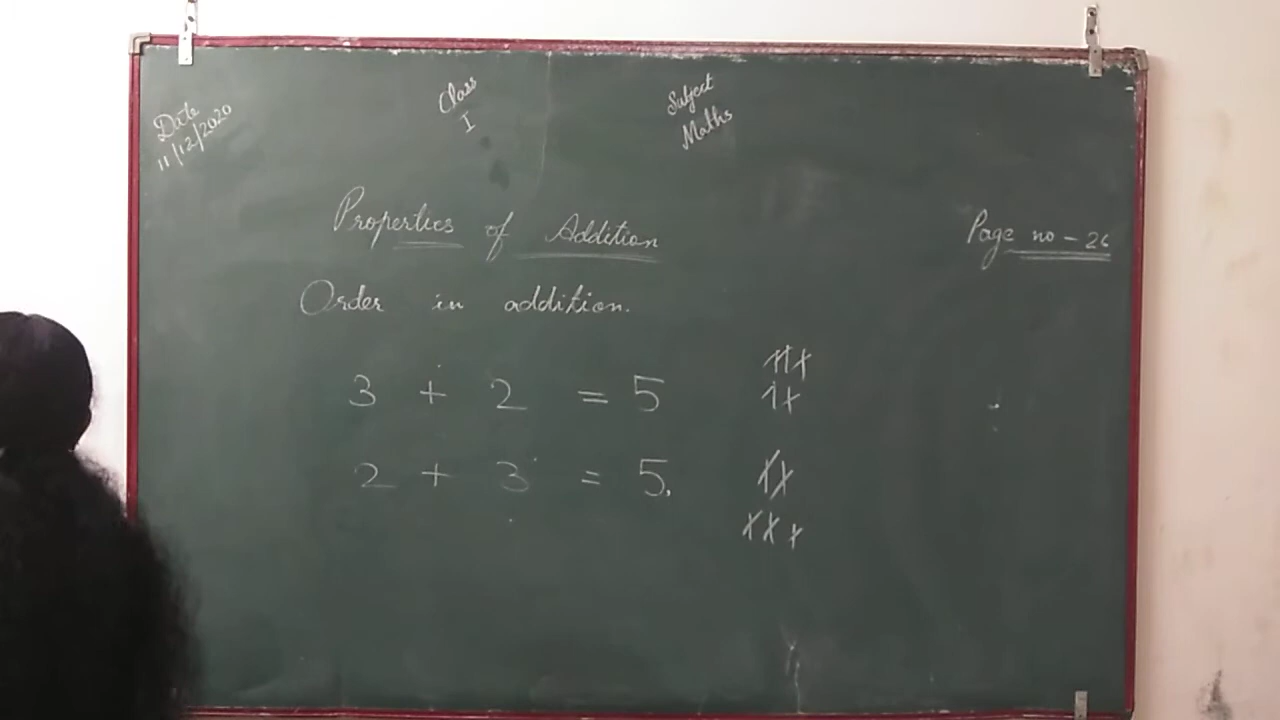 Date
11/12/2020
Class
I
Subject
Maths
Properties of Addition
Page no - 26
Order in addition.
3 + 2 = 5
2 + 3 = 5.